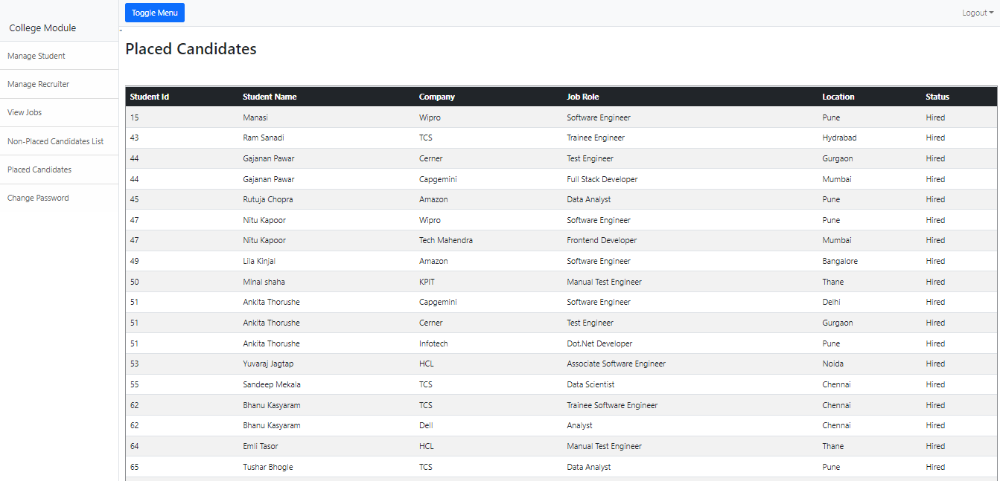 Toggle Menu
Logout
College Module
Manage Student
Manage Recruiter
View Jobs
Non-Placed Candidates List
Placed Candidates
Change Password
Placed Candidates
Student Id Student Name Company Job Role Location Status
15 Manasi Wipro Software Engineer Pune Hired
43 Ram Sanadi TCS Trainee Engineer Hydrabad Hired
44 Gajanan Pawar Cerner Test Engineer Gurgaon Hired
44 Gajanan Pawar Capgemini Full Stack Developer Mumbai Hired
45 Rutuja Chopra Amazon Data Analyst Pune Hired
47 Nitu Kapoor Wipro Software Engineer Pune Hired
47 Nitu Kapoor Tech Mahendra Frontend Developer Mumbai Hired
49 Lila Kinjal Amazon Software Engineer Bangalore Hired
50 Minal shaha KPIT Manual Test Engineer Thane Hired
51 Ankita Thorushe Capgemini Software Engineer Delhi Hired
51 Ankita Thorushe Cerner Test Engineer Gurgaon Hired
51 Ankita Thorushe Infotech Dot.Net Developer Pune Hired
53 Yuvaraj Jagtap HCL Associate Software Engineer Noida Hired
55 Sandeep Mekala TCS Data Scientist Chennai Hired
62 Bhanu Kasyaram TCS Trainee Software Engineer Chennai Hired
62 Bhanu Kasyaram Dell Analyst Chennai Hired
64 Emli Tasor HCL Manual Test Engineer Thane Hired
65 Tushar Bhogle TCS Data Analyst Pune Hired